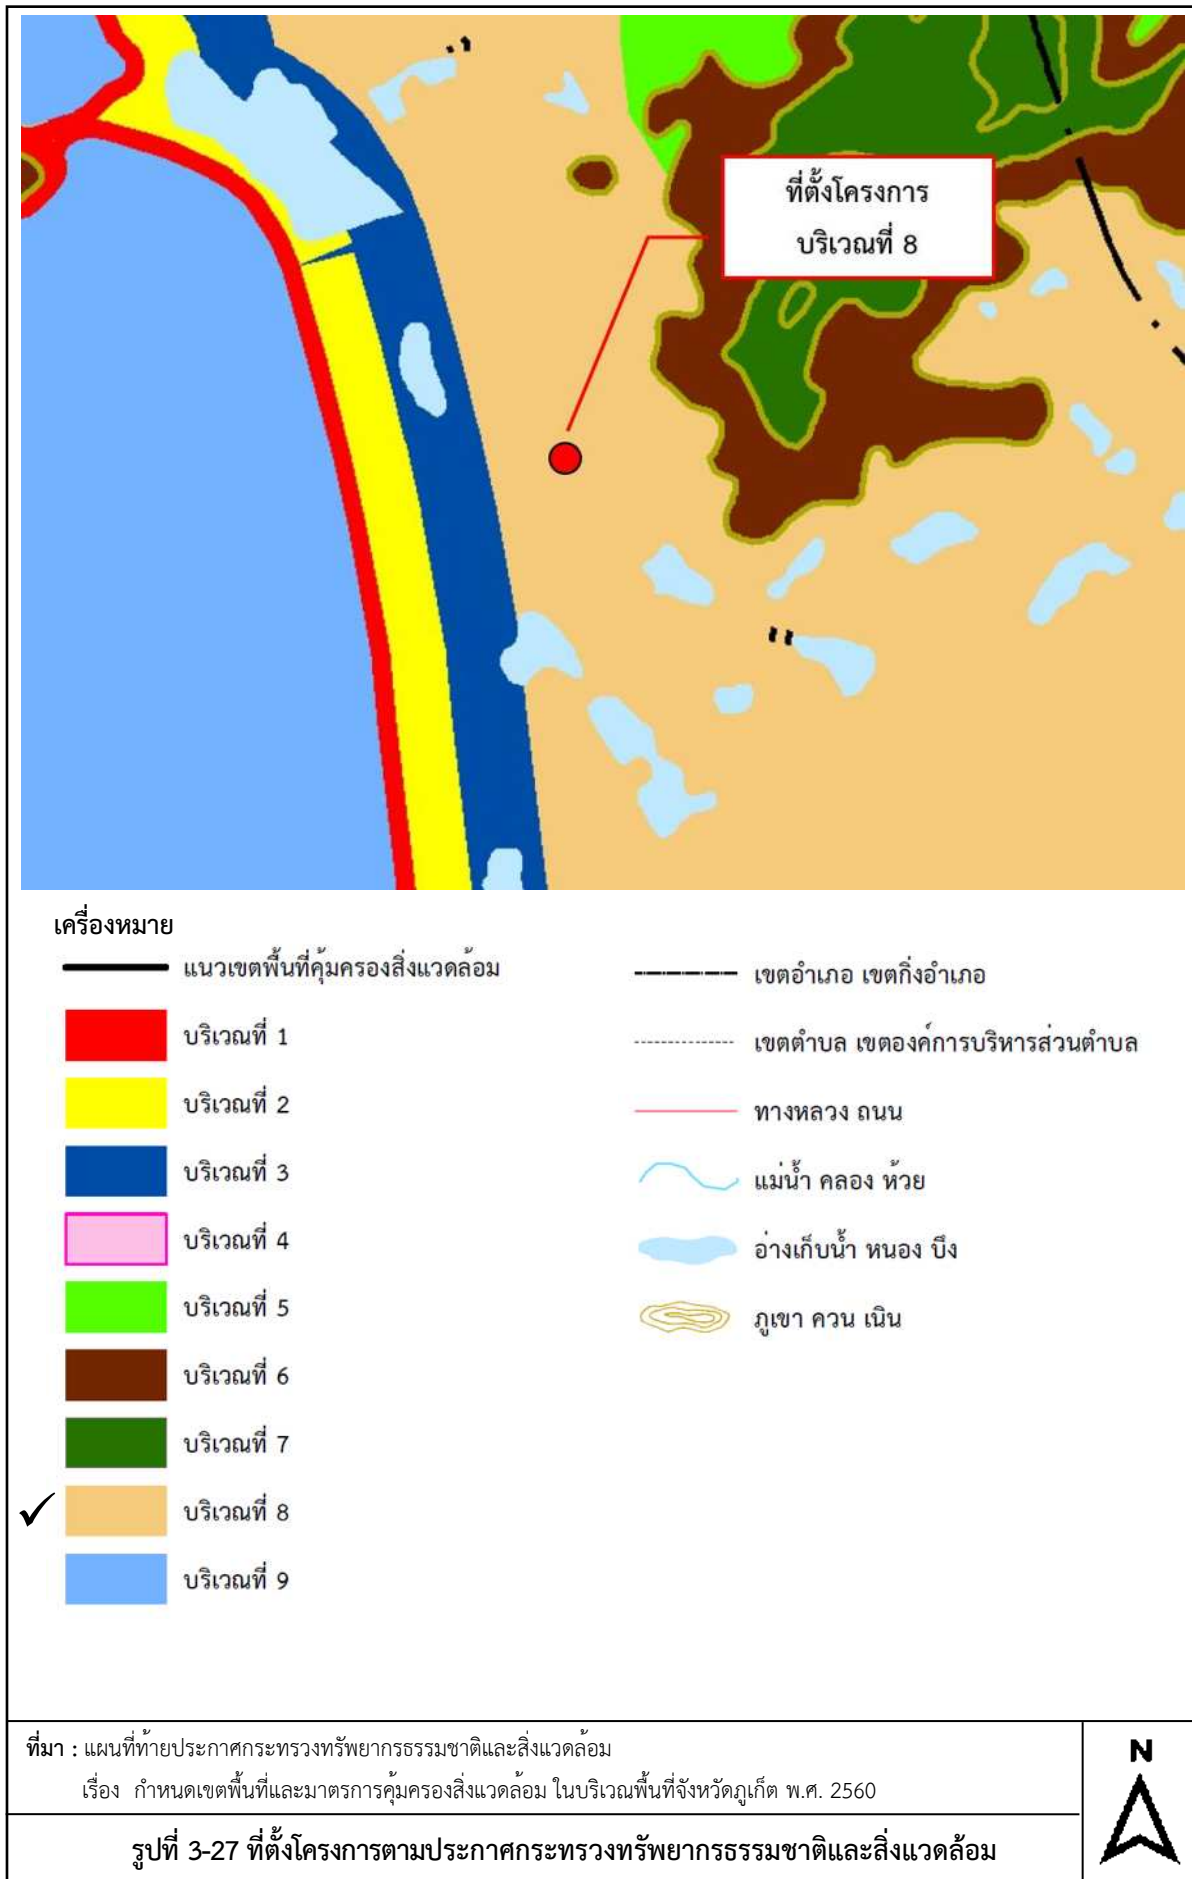 ที่ตั้งโครงการ
บริเวณที่ 8
เครื่องหมาย
แนวเขตพื้นที่คุ้มครองสิ่งแวดล้อม
บริเวณที่ 1
บริเวณที่ 2
บริเวณที่ 3
บริเวณที่ 4
บริเวณที่ 5
บริเวณที่ 6
บริเวณที่ 7
บริเวณที่ 8
บริเวณที่ 9
เขตอำเภอ เขตกิ่งอำเภอ
เขตตำบล เขตองค์การบริหารส่วนตำบล
ทางหลวง ถนน
แม่น้ำ คลอง ห้วย
อ่างเก็บน้ำ หนอง บึง
ภูเขา ควน เนิน
ที่มา : แผนที่ท้ายประกาศกระทรวงทรัพยากรธรรมชาติและสิ่งแวดล้อม
เรื่อง กำหนดเขตพื้นที่และมาตรการคุ้มครองสิ่งแวดล้อม ในบริเวณพื้นที่จังหวัดภูเก็ต พ.ศ. 2560
รูปที่ 3-27 ที่ตั้งโครงการตามประกาศกระทรวงทรัพยากรธรรมชาติและสิ่งแวดล้อม
N